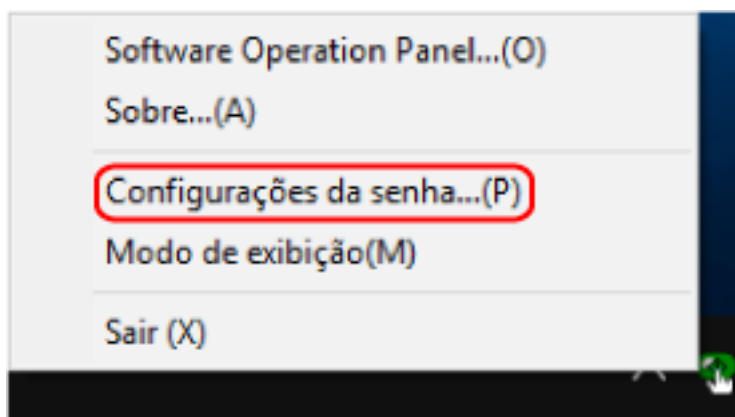 Software Operation Panel...(O)
Sobre...(A)
Configurações da senha...(P)
Modo de exibição(M)
Sair (X)